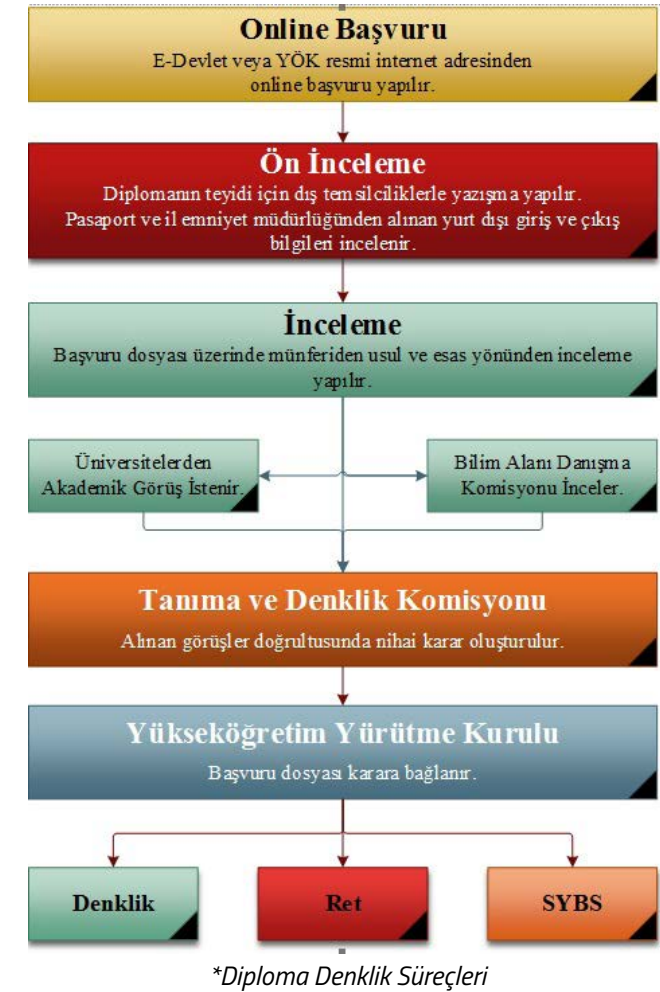 Online Başvuru
E-Devlet veya YÖK resmi internet adresinden
online başvuru yapılır.
Ön İnceleme
Diplomanın teyidi için dış temsilciliklerle yazışma yapılır.
Pasaport ve il emniyet müdürlüğünden alınan yurt dışı giriş ve çıkış
bilgileri incelenir.
İnceleme
Başvuru dosyası üzerinde münferiden usul ve esas yönünden inceleme
yapılır.
Üniversitelerden
Akademik Görüş İstenir.
Bilim Alanı Danışma
Komisyonu İnceler.
Tanıma ve Denklik Komisyonu
Alınan görüşler doğrultusunda nihai karar oluşturulur.
Yükseköğretim Yürütme Kurulu
Başvuru dosyası karara bağlanır.
Denklik
Ret
SYBS
*Diploma Denklik Süreçleri